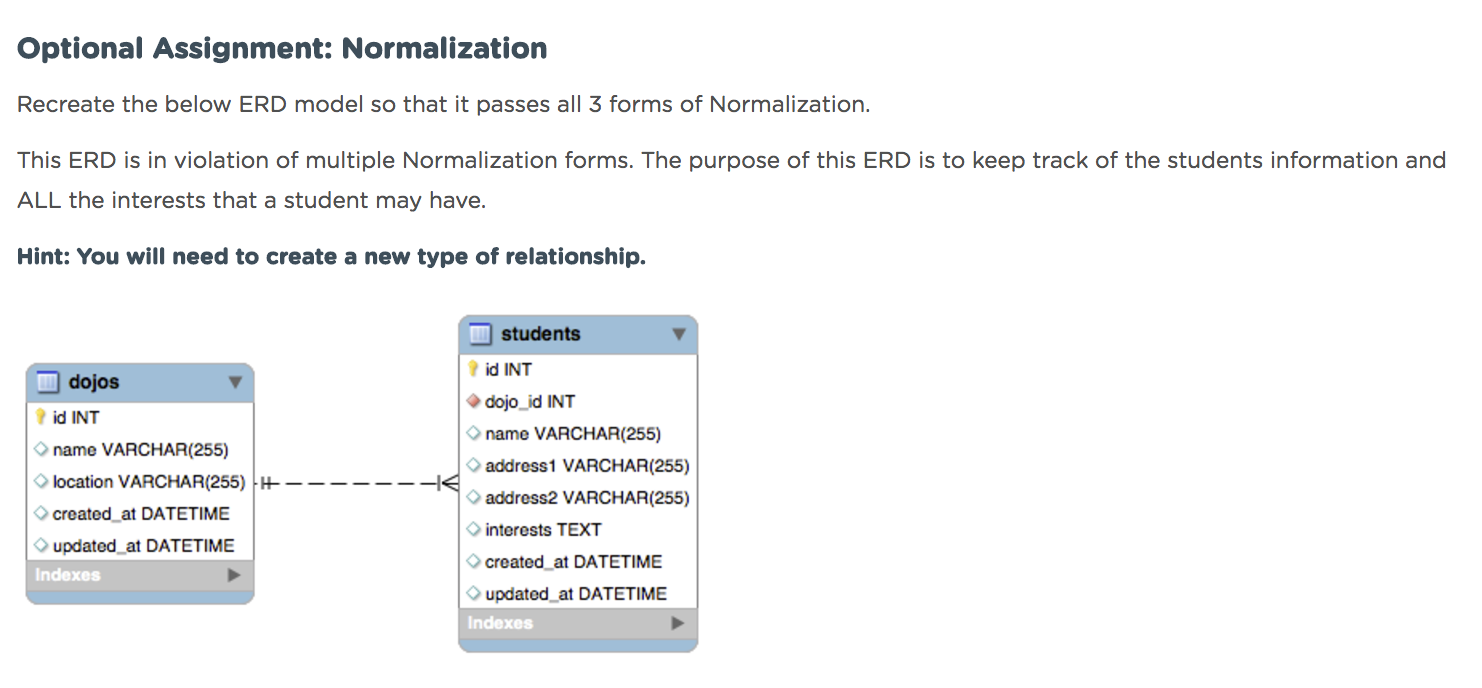 Optional Assignment: Normalization
Recreate the below ERD model so that it passes all 3 forms of Normalization.
This ERD is in violation of multiple Normalization forms. The purpose of this ERD is to keep track of the students information and
ALL the interests that a student may have.
Hint: You will need to create a new type of relationship.
dojos
id INT
name VARCHAR(255)
location VARCHAR(255)
created_at DATETIME
updated_at DATETIME
Indexes
students
id INT
dojo_id INT
name VARCHAR(255)
address1 VARCHAR(255)
address2 VARCHAR(255)
interests TEXT
created_at DATETIME
updated_at DATETIME
Indexes